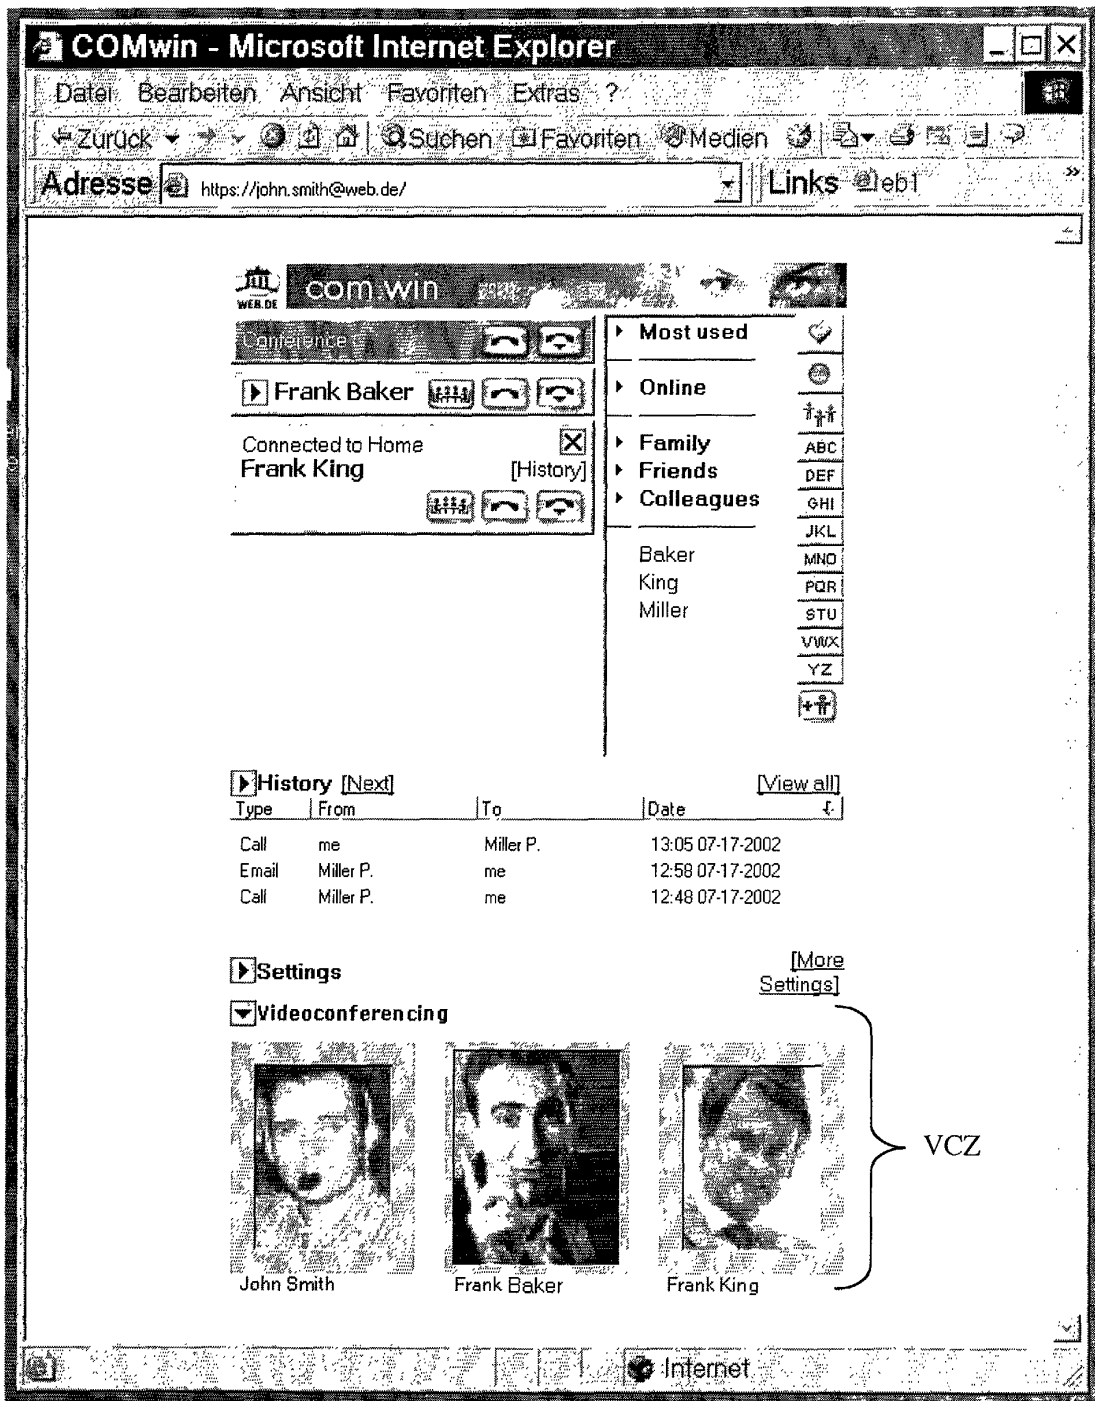 COMwin - Microsoft Internet Explorer
Datei Bearbeiten Ansicht Favoriten Extras ?
Zurück Suchen Favoriten Medien
Adresse https://john.smith@web.de/ Links eb1 »
WEB.DE com.win
Conference
Frank Baker
Connected to Home
Frank King [History]
Most used
Online
Family
Friends
Colleagues
Baker
King
Miller
ABC
DEF
GHI
JKL
MNO
PQR
STU
VWX
YZ
+
History [Next] [View all]
Type From To Date
Call me Miller P. 13:05 07-17-2002
Email Miller P. me 12:58 07-17-2002
Call Miller P. me 12:48 07-17-2002
Settings [More
Settings]
Videoconferencing
VCZ
John Smith Frank Baker Frank King
Internet